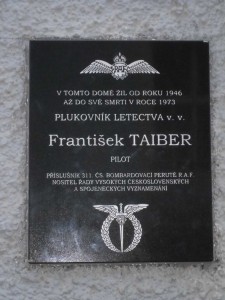 V TOMTO DOMĚ ŽIL OD ROKU 1946
AŽ DO SVÉ SMRTI V ROCE 1973
PLUKOVNÍK LETECTVA v. v.
František TAIBER
PILOT
PŘÍSLUŠNÍK 311. ČS. BOMBARDOVACÍ PERUTĚ R.A.F.
NOSITEL ŘADY VYSOKÝCH ČESKOSLOVENSKÝCH
A SPOJENECKÝCH VYZNAMENÁNÍ